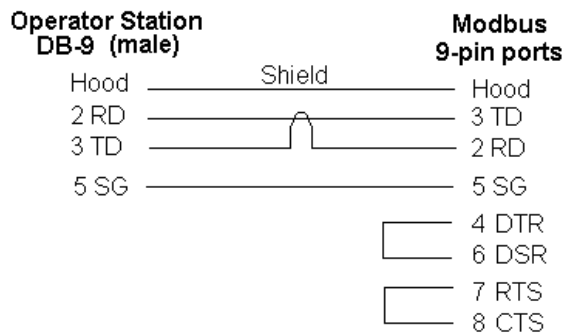 Operator Station
DB-9 (male)
Modbus
9-pin ports
Hood
Shield
Hood
2 RD
3 TD
3 TD
2 RD
5 SG
5 SG
4 DTR
6 DSR
7 RTS
8 CTS